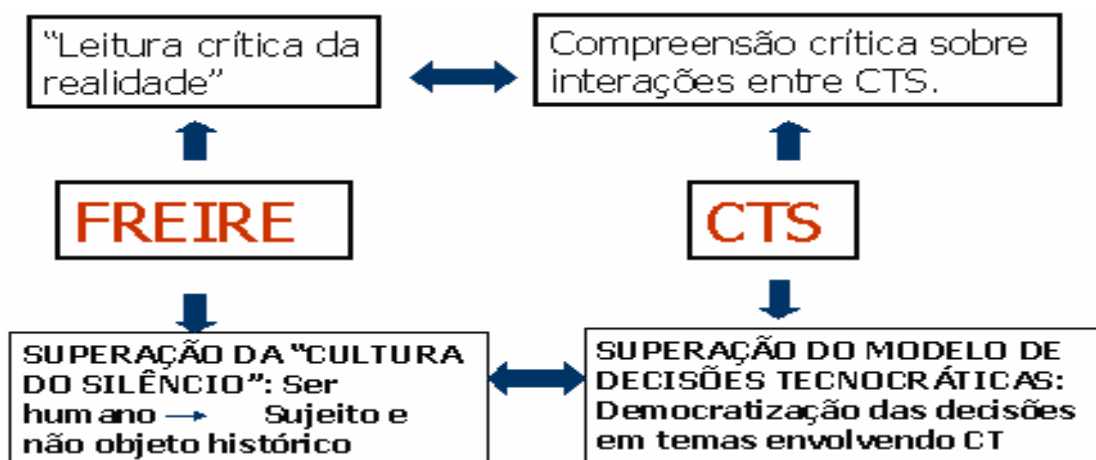 “Leitura crítica da
realidade”
Compreensão crítica sobre
interações entre CTS.
FREIRE
CTS
SUPERAÇÃO DA “CULTURA
DO SILÊNCIO”: Ser
humano → Sujeito e
não objeto histórico
SUPERAÇÃO DO MODELO DE
DECISÕES TECNOCRÁTICAS:
Democratização das decisões
em temas envolvendo CT